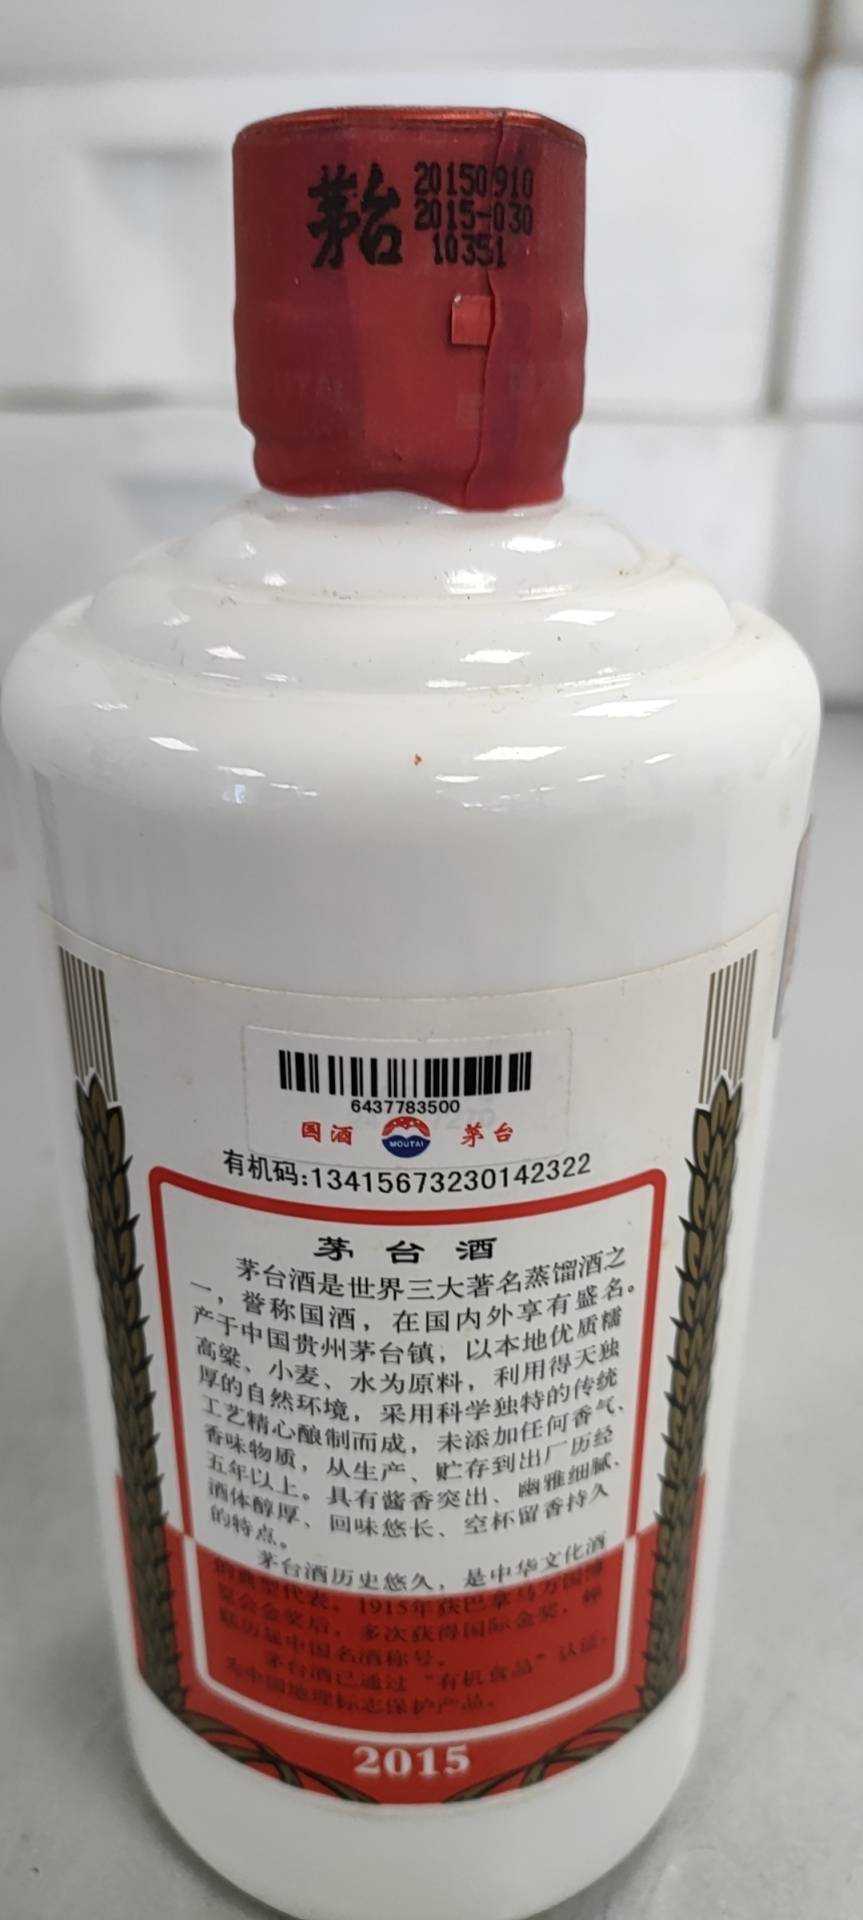 茅台
20150910
2015-030
10351
MOUTAI
6437783500
国酒
MOUTAI
茅台
有机码:13415673230142322
茅台酒
茅台酒是世界三大著名蒸馏酒之
一，誉称国酒，在国内外享有盛名。
产于中国贵州茅台镇，以本地优质糯
高粱、小麦、水为原料，利用得天独
厚的自然环境，采用科学独特的传统
工艺精心酿制而成，未添加任何香气、
香味物质，从生产、贮存到出厂历经
五年以上。具有酱香突出、幽雅细腻、
酒体醇厚、回味悠长、空杯留香持久
的特点。
茅台酒历史悠久，是中华文化酒
的典型代表。1915年获巴拿马万国博
览会金奖后，多次获得国际金奖，蝉
联历届中国名酒称号。
茅台酒已通过“有机食品”认证，
为中国地理标志保护产品。
2015